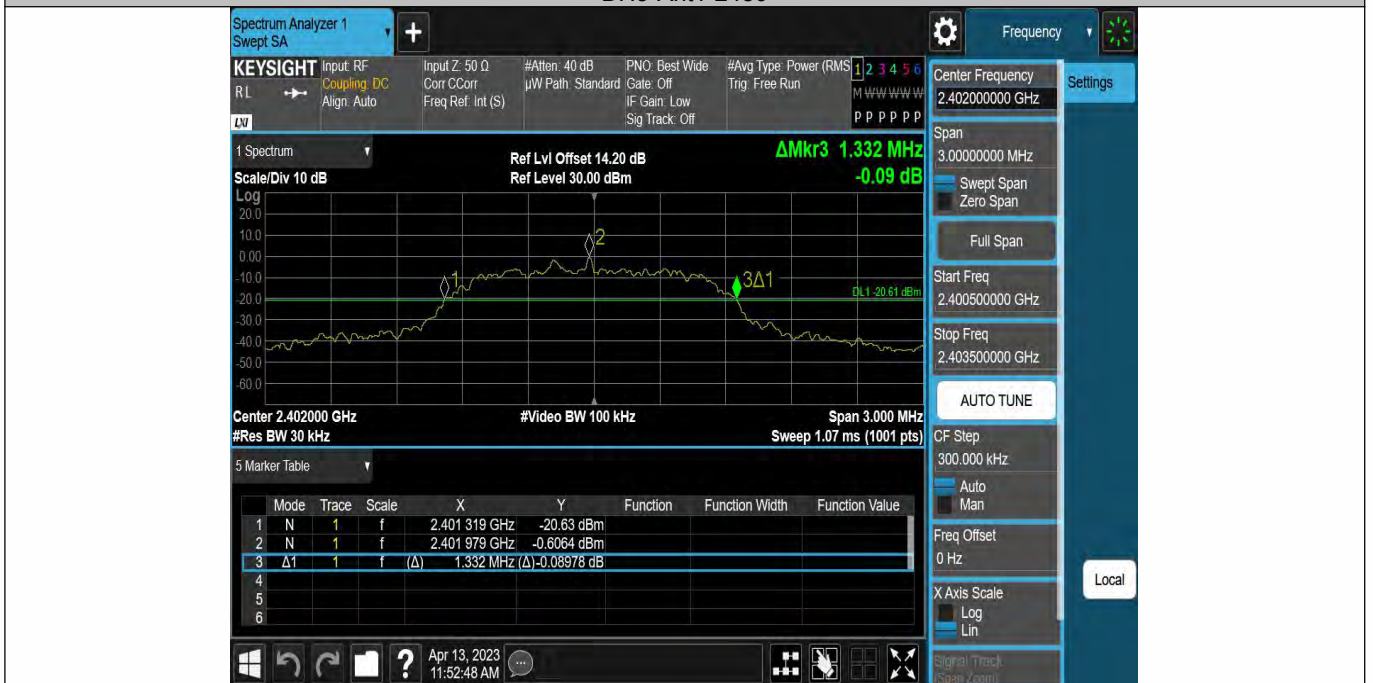 Spectrum Analyzer 1
Swept SA
+
Frequency
KEYSIGHT
RL
LXI
Input: RF
Coupling: DC
Align: Auto
Input Z: 50 Ω
Corr CCorr
Freq Ref: Int (S)
#Atten: 40 dB
µW Path: Standard
PNO: Best Wide
Gate: Off
IF Gain: Low
Sig Track: Off
#Avg Type: Power (RMS
Trig: Free Run
1 2 3 4 5 6
M W W W W W
P P P P P P
Center Frequency
2.402000000 GHz
Settings
Span
3.00000000 MHz
Swept Span
Zero Span
Full Span
Start Freq
2.400500000 GHz
Stop Freq
2.403500000 GHz
AUTO TUNE
CF Step
300.000 kHz
Auto
Man
Freq Offset
0 Hz
X Axis Scale
Log
Lin
Signal Track
(Span Zoom)
Local
1 Spectrum
Scale/Div 10 dB
Ref Lvl Offset 14.20 dB
Ref Level 30.00 dBm
ΔMkr3 1.332 MHz
-0.09 dB
Log
20.0
10.0
0.00
-10.0
-20.0
-30.0
-40.0
-50.0
-60.0
1
2
3Δ1
DL1 -20.61 dBm
Center 2.402000 GHz
#Res BW 30 kHz
#Video BW 100 kHz
Span 3.000 MHz
Sweep 1.07 ms (1001 pts)
5 Marker Table
Mode Trace Scale X Y Function Function Width Function Value
1 N 1 f 2.401 319 GHz -20.63 dBm
2 N 1 f 2.401 979 GHz -0.6064 dBm
3 Δ1 1 f (Δ) 1.332 MHz (Δ) -0.08978 dB
4
5
6
?
Apr 13, 2023
11:52:48 AM